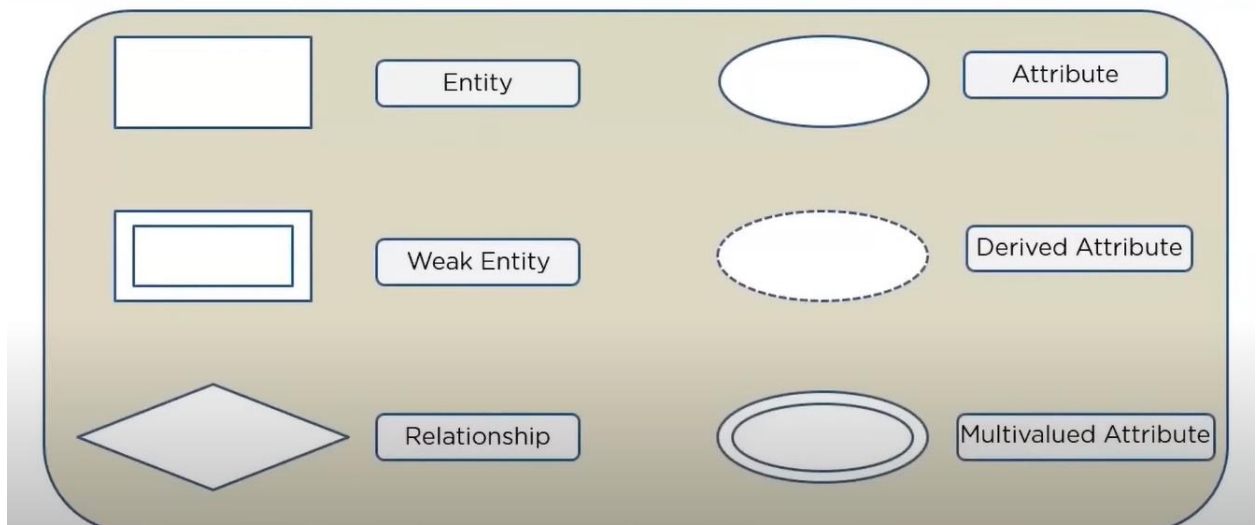 Entity
Attribute
Weak Entity
Derived Attribute
Relationship
Multivalued Attribute